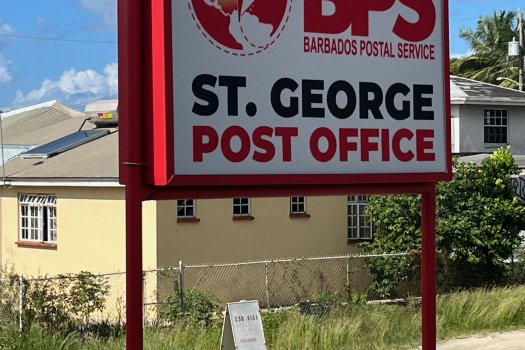 BPS
BARBADOS POSTAL SERVICE
ST. GEORGE
POST OFFICE